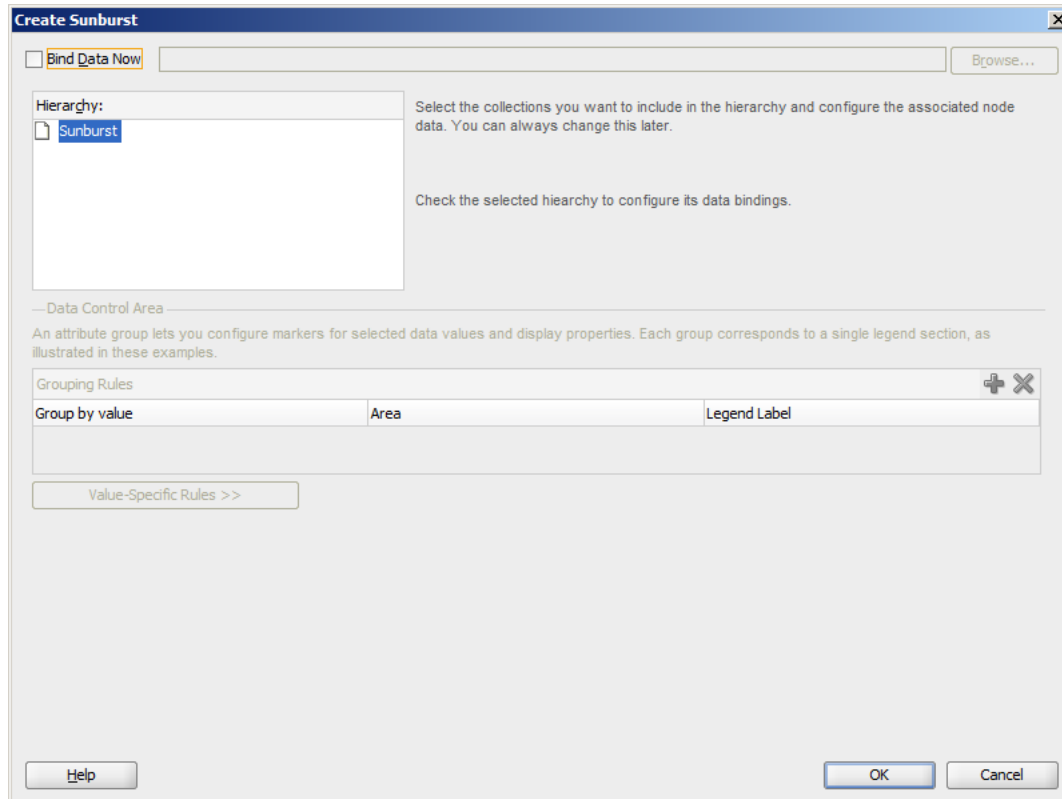 Create Sunburst
Bind Data Now
Browse...
Hierarchy:
Sunburst
Select the collections you want to include in the hierarchy and configure the associated node
data. You can always change this later.
Check the selected hiearchy to configure its data bindings.
Data Control Area
An attribute group lets you configure markers for selected data values and display properties. Each group corresponds to a single legend section, as
illustrated in these examples.
Grouping Rules
Group by value Area Legend Label
Value-Specific Rules >>
Help OK Cancel